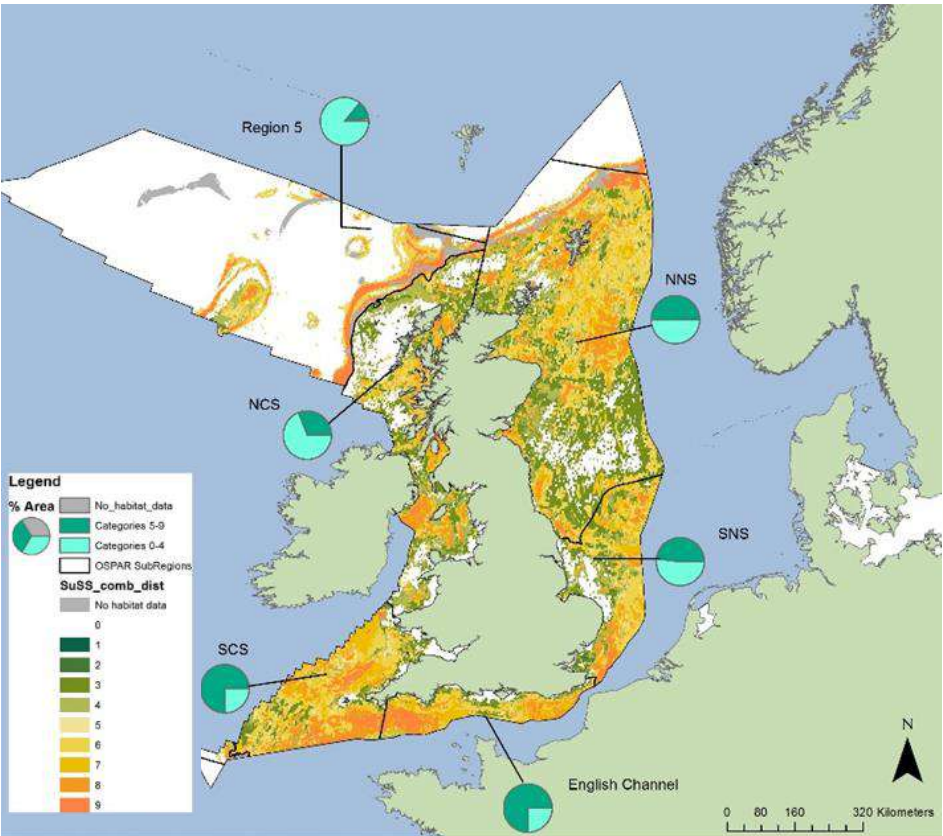 Region 5
NNS
NCS
SNS
SCS
English Channel
Legend
% Area
No_habitat_data
Categories 5-9
Categories 0-4
OSPAR SubRegions
SuSS_comb_dist
No habitat data
0
1
2
3
4
5
6
7
8
9
N
0 80 160 320 Kilometers